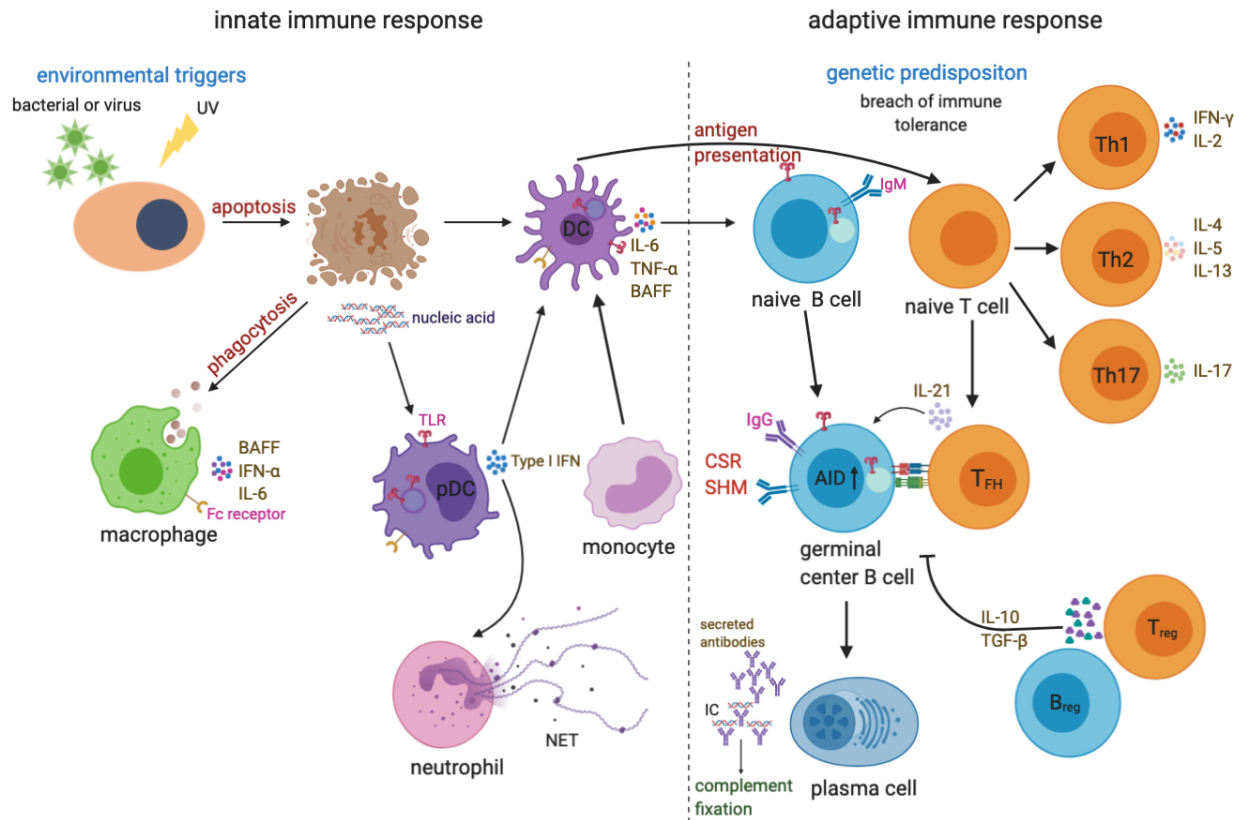 innate immune response
adaptive immune response
environmental triggers
bacterial or virus
UV
apoptosis
phagocytosis
nucleic acid
DC
IL-6
TNF-α
BAFF
BAFF
IFN-α
IL-6
Fc receptor
macrophage
TLR
pDC
Type I IFN
monocyte
neutrophil
NET
genetic predispositon
breach of immune
tolerance
antigen
presentation
IgM
naive B cell
naive T cell
Th1
IFN-γ
IL-2
Th2
IL-4
IL-5
IL-13
Th17
IL-17
IL-21
IgG
CSR
SHM
AID
TFH
germinal
center B cell
IL-10
TGF-β
Treg
Breg
secreted
antibodies
IC
complement
fixation
plasma cell